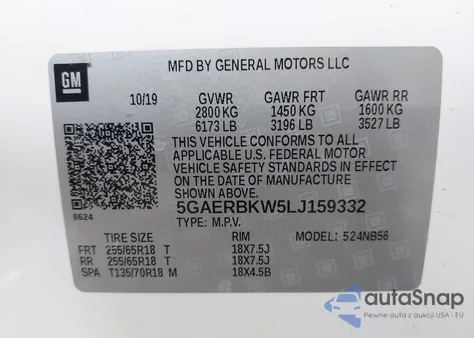 GM
MFD BY GENERAL MOTORS LLC
10/19 GVWR GAWR FRT GAWR RR
2800 KG 1450 KG 1600 KG
6173 LB 3196 LB 3527 LB
THIS VEHICLE CONFORMS TO ALL
APPLICABLE U.S. FEDERAL MOTOR
VEHICLE SAFETY STANDARDS IN EFFECT
ON THE DATE OF MANUFACTURE
SHOWN ABOVE.
8624
5GAERBKW5LJ159332
TYPE: M.P.V.
TIRE SIZE RIM MODEL: 524NB56
FRT 255/65R18 T 18X7.5J
RR 255/65R18 T 18X7.5J
SPA T135/70R18 M 18X4.5B
autaSnap
Pewne auta z aukcji USA - EU